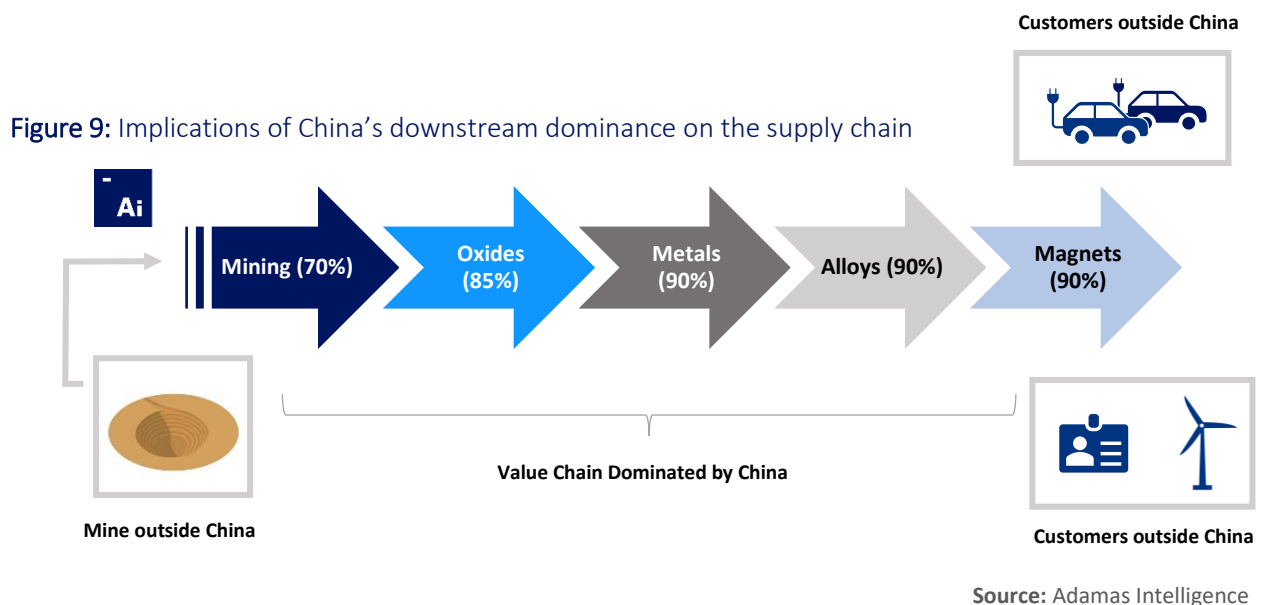 Customers outside China
Figure 9: Implications of China’s downstream dominance on the supply chain
Ai
Mining (70%)
Oxides
(85%)
Metals
(90%)
Alloys (90%)
Magnets
(90%)
Value Chain Dominated by China
Mine outside China
Customers outside China
Source: Adamas Intelligence